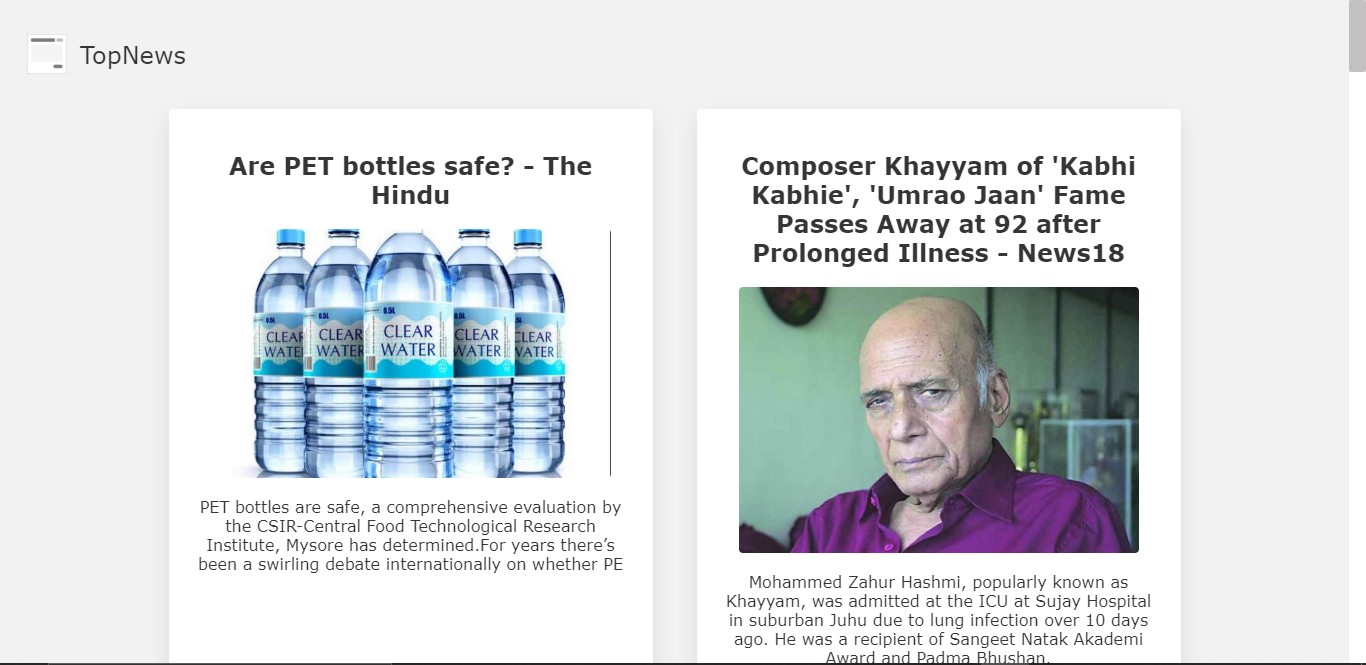 TopNews
Are PET bottles safe? - The
Hindu
0.5L
0.5L
0.5L
0.5L
0.5L
CLEAR
WATER
CLEAR
WATER
CLEAR
WATER
CLEAR
WATER
CLEAR
WATER
PET bottles are safe, a comprehensive evaluation by
the CSIR-Central Food Technological Research
Institute, Mysore has determined.For years there’s
been a swirling debate internationally on whether PE
Composer Khayyam of 'Kabhi
Kabhie', 'Umrao Jaan' Fame
Passes Away at 92 after
Prolonged Illness - News18
Mohammed Zahur Hashmi, popularly known as
Khayyam, was admitted at the ICU at Sujay Hospital
in suburban Juhu due to lung infection over 10 days
ago. He was a recipient of Sangeet Natak Akademi
Award and Padma Bhushan.